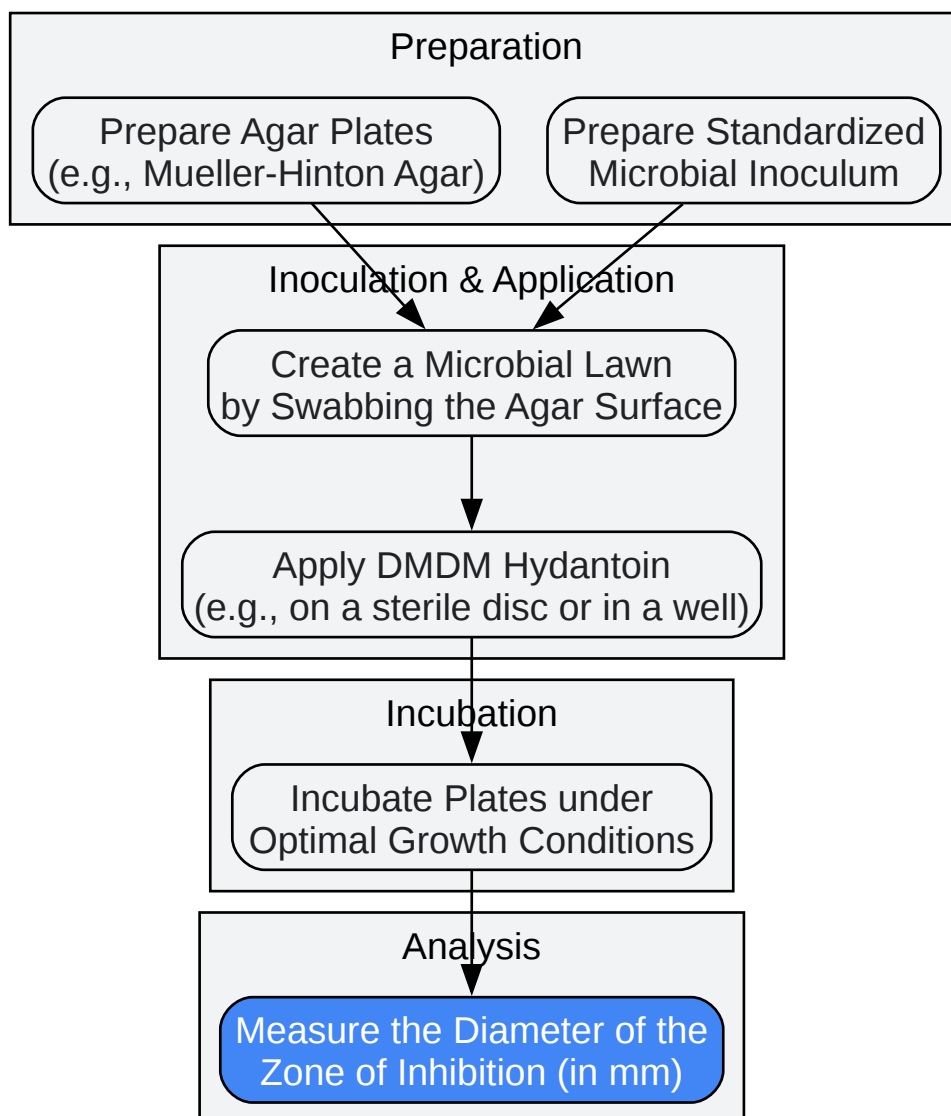 Preparation
Prepare Agar Plates
(e.g., Mueller-Hinton Agar)
Prepare Standardized
Microbial Inoculum
Inoculation & Application
Create a Microbial Lawn
by Swabbing the Agar Surface
Apply DMDM Hydantoin
(e.g., on a sterile disc or in a well)
Incubation
Incubate Plates under
Optimal Growth Conditions
Analysis
Measure the Diameter of the
Zone of Inhibition (in mm)